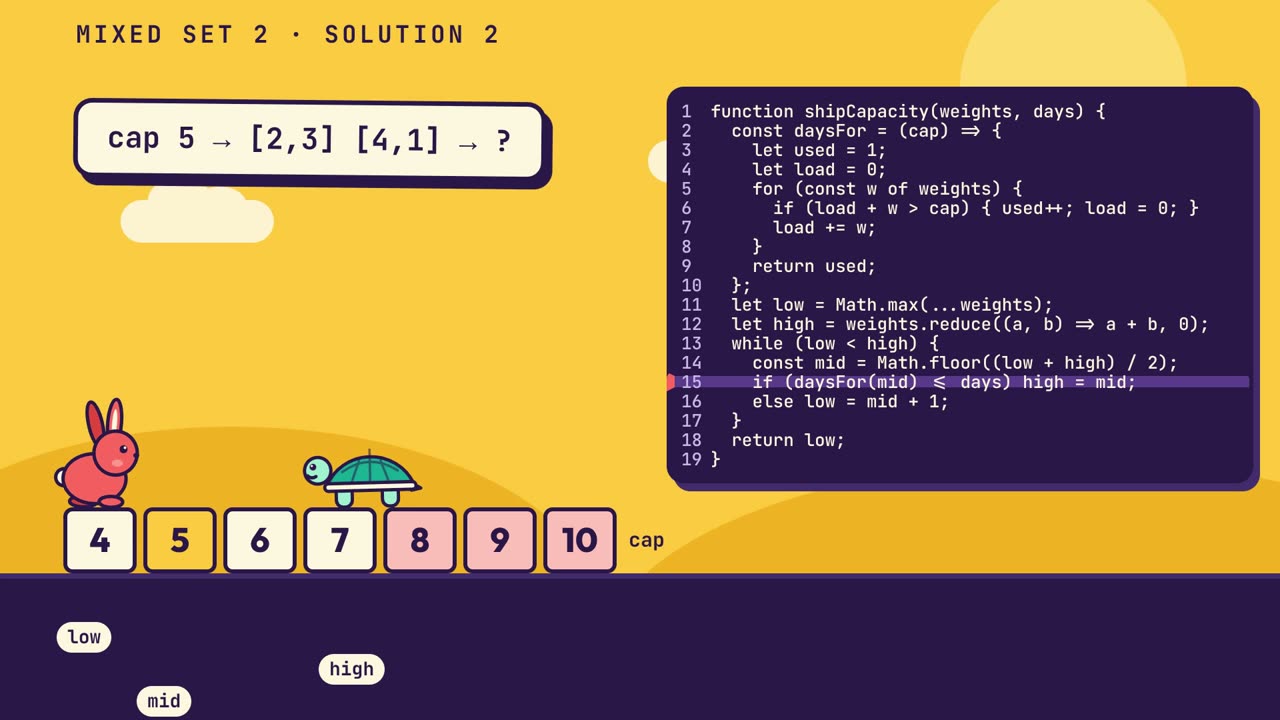 MIXED SET 2 · SOLUTION 2
cap 5 → [2,3] [4,1] → ?
1 function shipCapacity(weights, days) {
2 const daysFor = (cap) => {
3 let used = 1;
4 let load = 0;
5 for (const w of weights) {
6 if (load + w > cap) { used++; load = 0; }
7 load += w;
8 }
9 return used;
10 };
11 let low = Math.max(...weights);
12 let high = weights.reduce((a, b) => a + b, 0);
13 while (low < high) {
14 const mid = Math.floor((low + high) / 2);
15 if (daysFor(mid) <= days) high = mid;
16 else low = mid + 1;
17 }
18 return low;
19 }
4 5 6 7 8 9 10 cap
low
high
mid